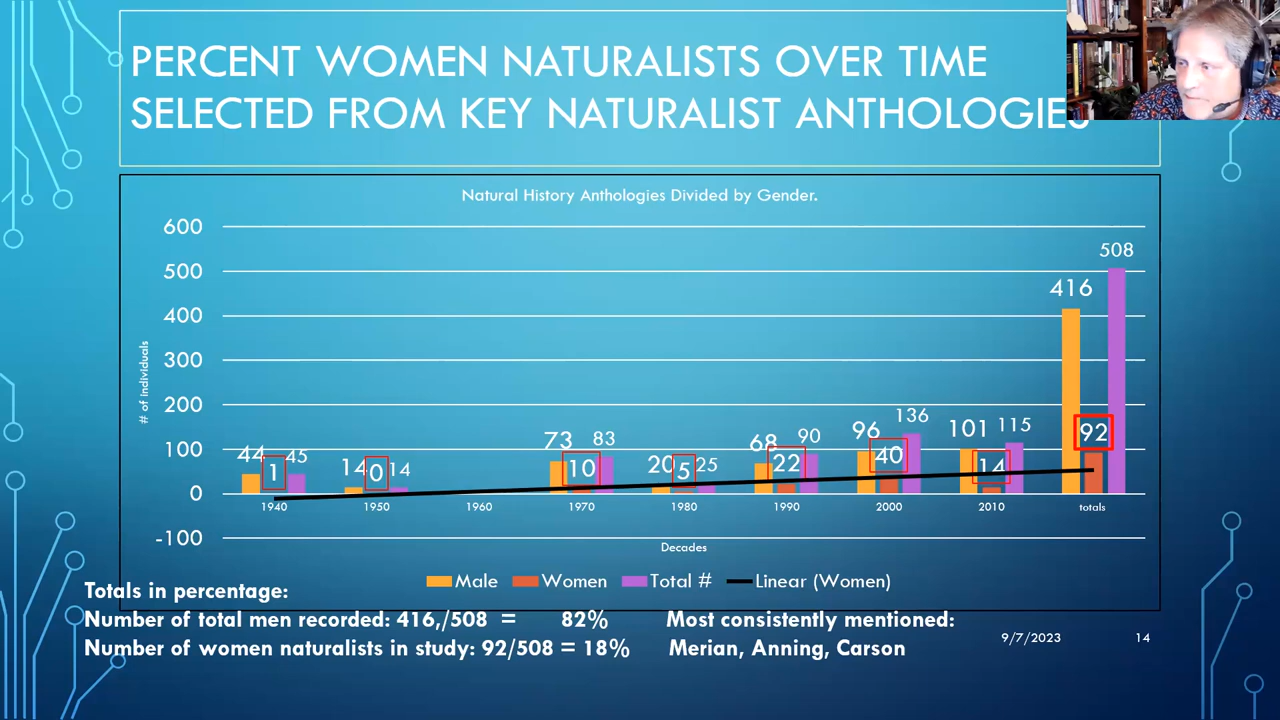 PERCENT WOMEN NATURALISTS OVER TIME
SELECTED FROM KEY NATURALIST ANTHOLOGIES
Natural History Anthologies Divided by Gender.
# of individuals
600
500
400
300
200
100
0
-100
44 1 45
14 0 14
73 10 83
20 5 25
68 22 90
96 40 136
101 14 115
416 92 508
1940 1950 1960 1970 1980 1990 2000 2010 totals
Decades
Male Women Total # Linear (Women)
Totals in percentage:
Number of total men recorded: 416,/508 = 82% Most consistently mentioned:
Number of women naturalists in study: 92/508 = 18% Merian, Anning, Carson
9/7/2023 14